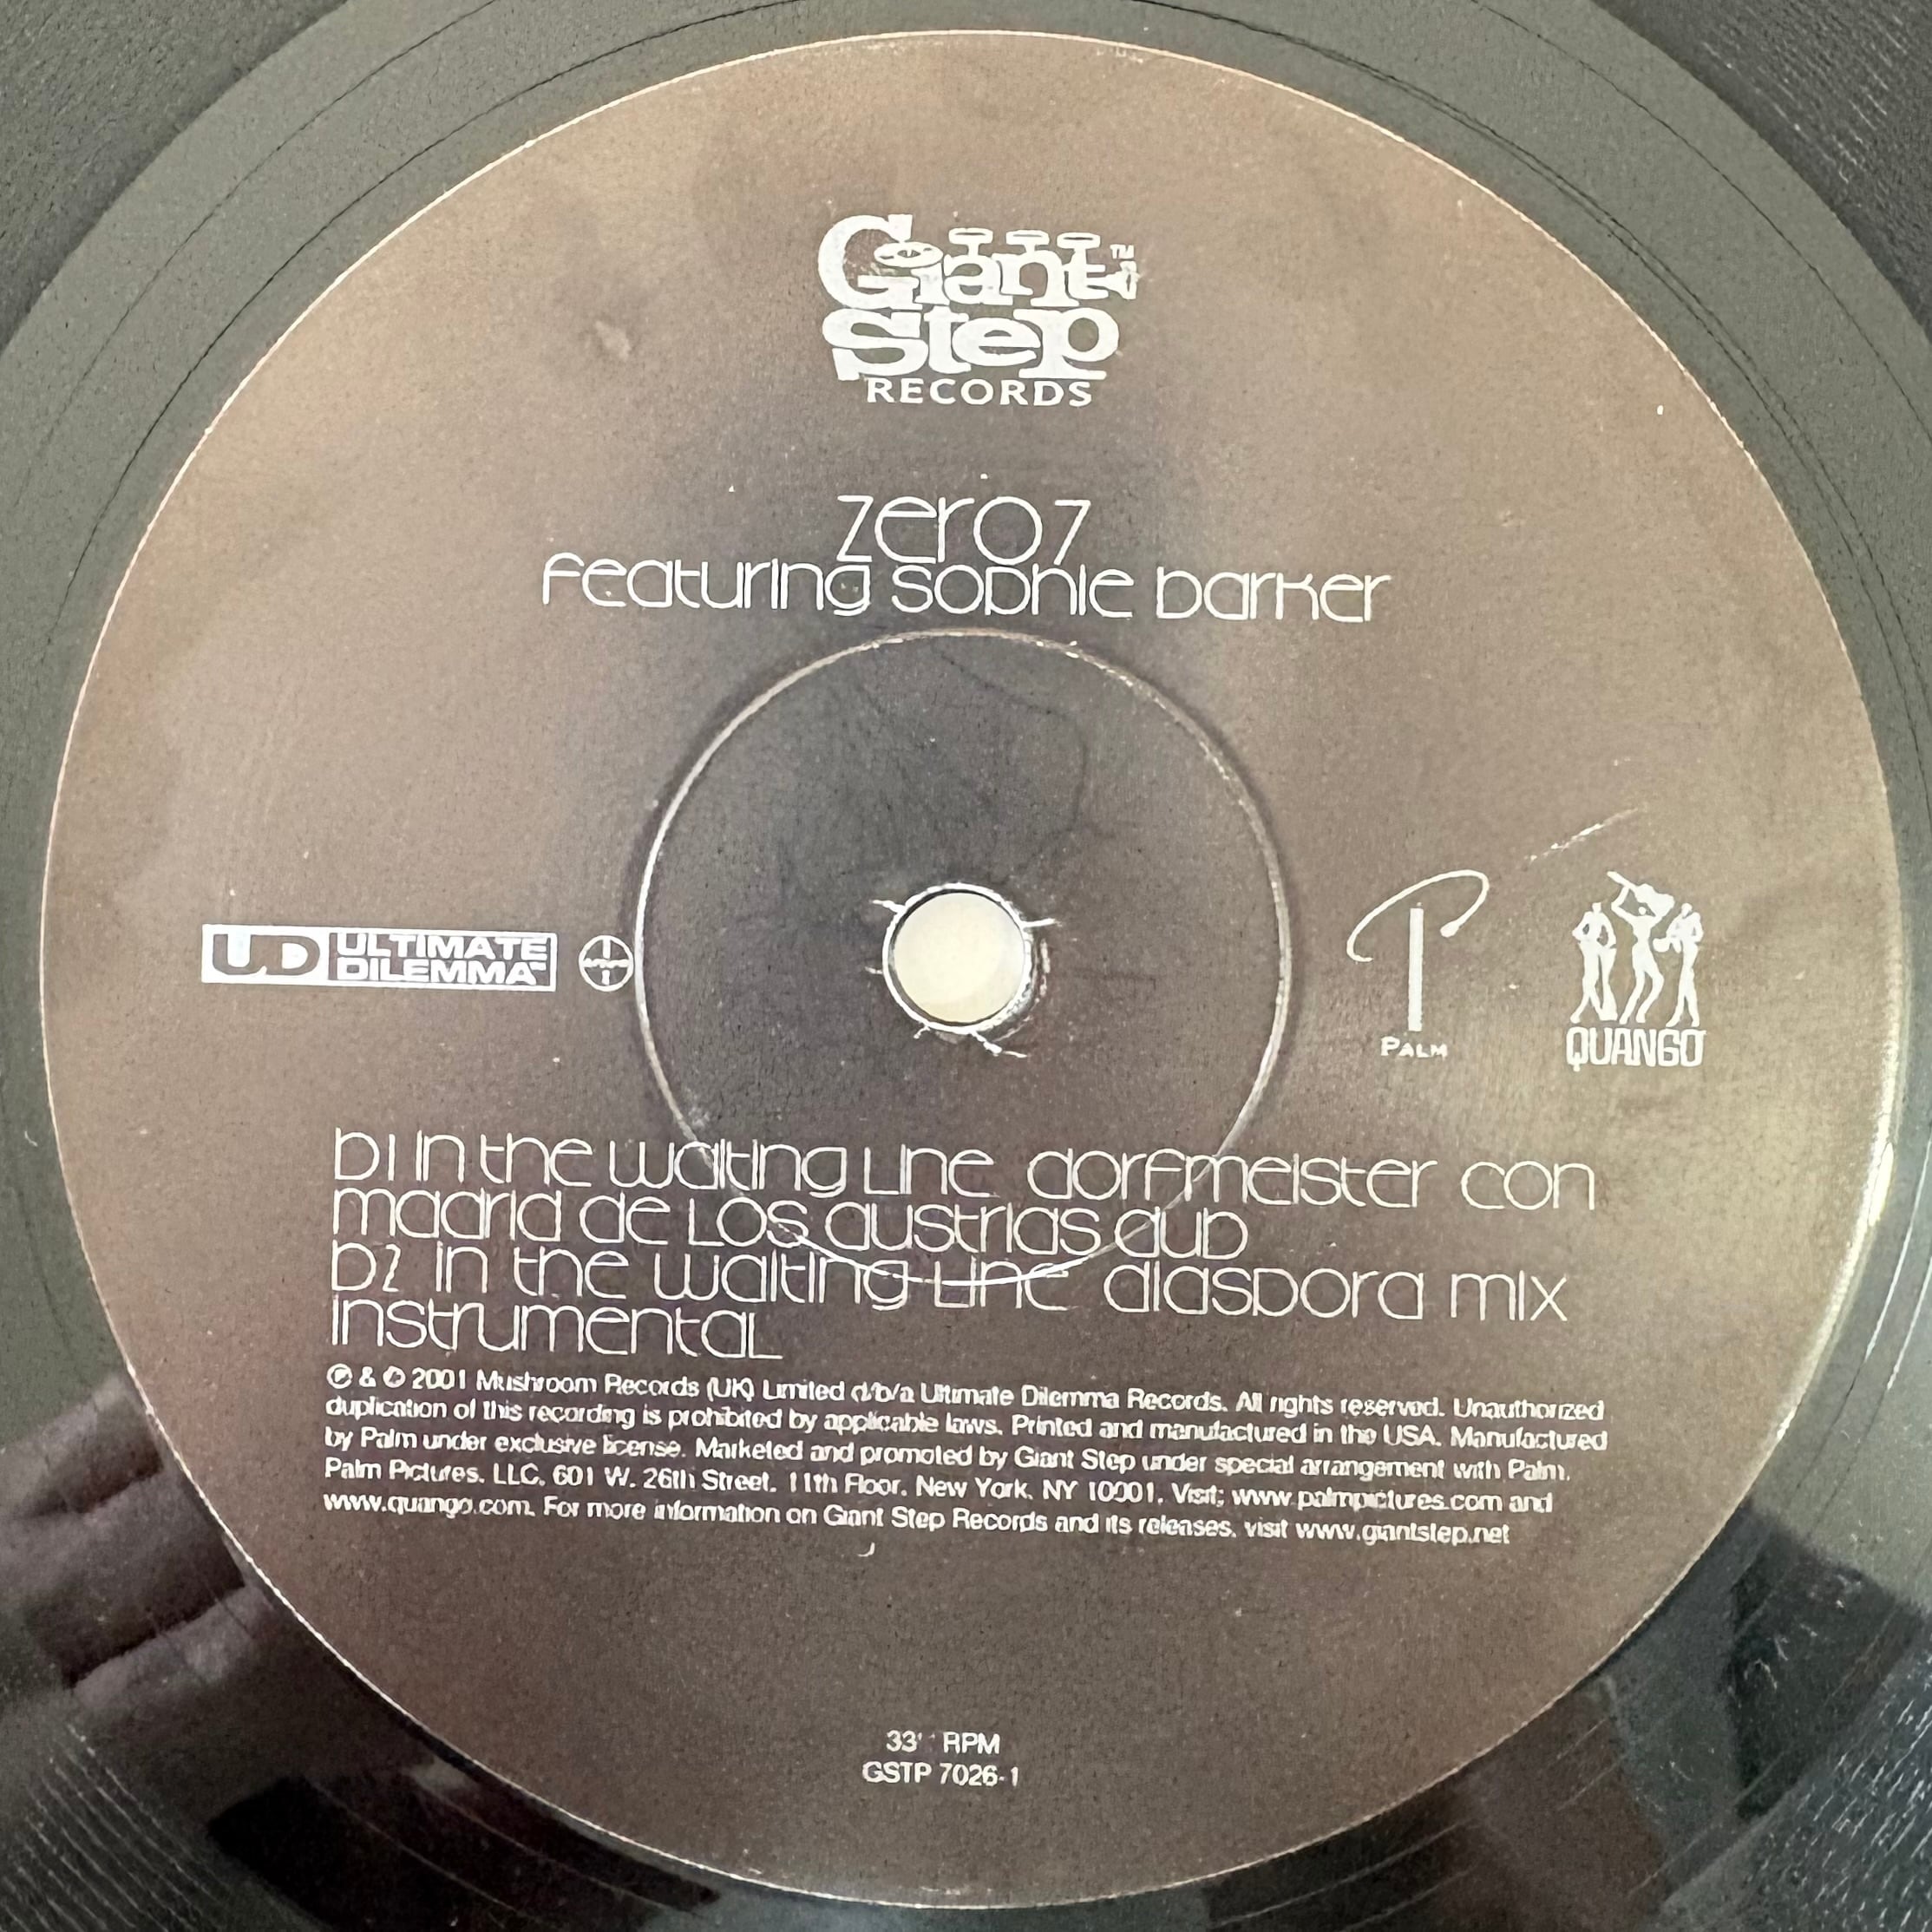 Giant™
Step
RECORDS
zero 7
featuring sophie barker
UD ULTIMATE
DILEMMA
PALM
QUANGO
b1 in the waiting line dorfmeister con
madrid de los austrias dub
b2 in the waiting line diaspora mix
instrumental
℗ & © 2001 Mushroom Records (UK) Limited d/b/a Ultimate Dilemma Records. All rights reserved. Unauthorized
duplication of this recording is prohibited by applicable laws. Printed and manufactured in the USA. Manufactured
by Palm under exclusive license. Marketed and promoted by Giant Step under special arrangement with Palm.
Palm Pictures. LLC, 601 W. 26th Street. 11th Floor. New York, NY 10001. Visit: www.palmpictures.com and
www.quango.com. For more information on Giant Step Records and its releases, visit www.giantstep.net
33 RPM
GSTP 7026-1